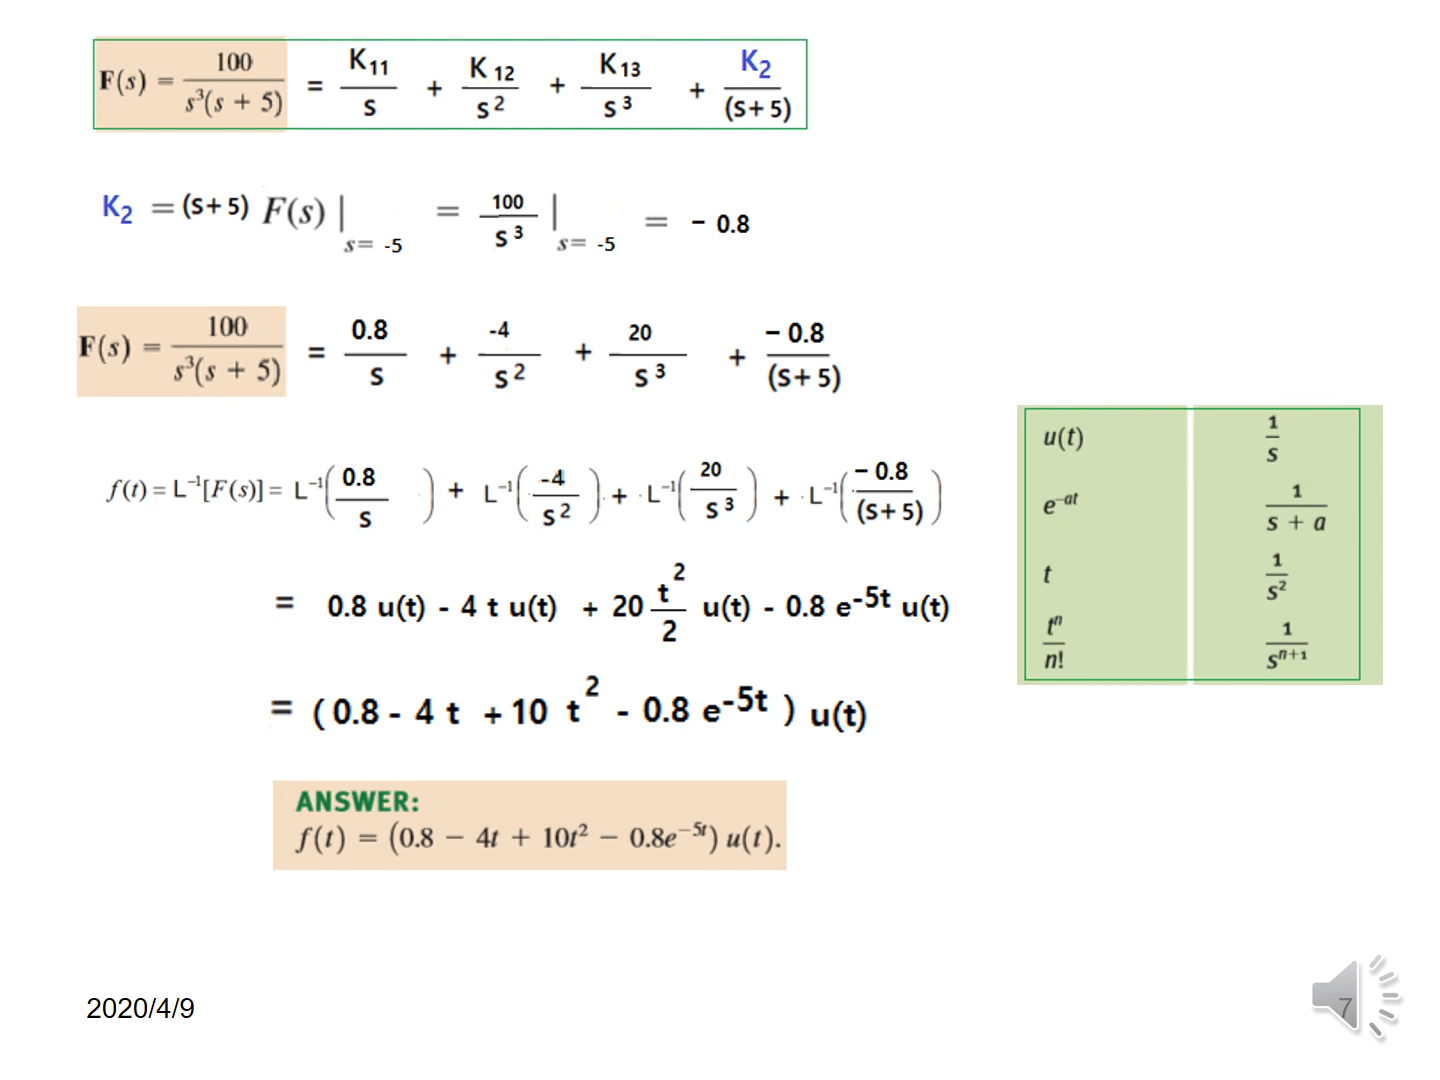 F(s) = 100 / s³(s + 5) = K11 / s + K12 / s² + K13 / s³ + K2 / (s+5)
K2 = (s+5) F(s) | s= -5 = 100 / s³ | s= -5 = - 0.8
F(s) = 100 / s³(s + 5) = 0.8 / s + -4 / s² + 20 / s³ + - 0.8 / (s+5)
f(t) = L⁻¹[F(s)] = L⁻¹(0.8 / s) + L⁻¹(-4 / s²) + L⁻¹(20 / s³) + L⁻¹(- 0.8 / (s+5))
= 0.8 u(t) - 4 t u(t) + 20 t² / 2 u(t) - 0.8 e^-5t u(t)
= (0.8 - 4 t + 10 t² - 0.8 e^-5t) u(t)
u(t) 1 / s
e^-at 1 / s + a
t 1 / s²
tⁿ / n! 1 / sⁿ⁺¹
ANSWER:
f(t) = (0.8 − 4t + 10t² − 0.8e^−5t) u(t).
2020/4/9
7